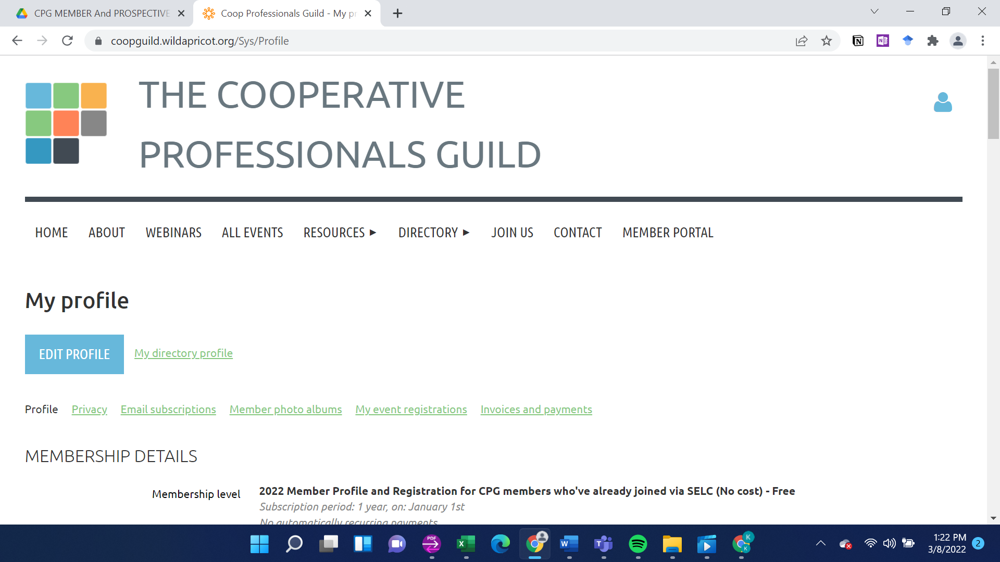 CPG MEMBER And PROSPECTIVE
Coop Professionals Guild - My pr
coopguild.wildapricot.org/Sys/Profile
THE COOPERATIVE
PROFESSIONALS GUILD
HOME ABOUT WEBINARS ALL EVENTS RESOURCES DIRECTORY JOIN US CONTACT MEMBER PORTAL
My profile
EDIT PROFILE My directory profile
Profile Privacy Email subscriptions Member photo albums My event registrations Invoices and payments
MEMBERSHIP DETAILS
Membership level 2022 Member Profile and Registration for CPG members who've already joined via SELC (No cost) - Free
Subscription period: 1 year, on: January 1st
No automatically recurring payments
PDF
K
K
1:22 PM
3/8/2022
2